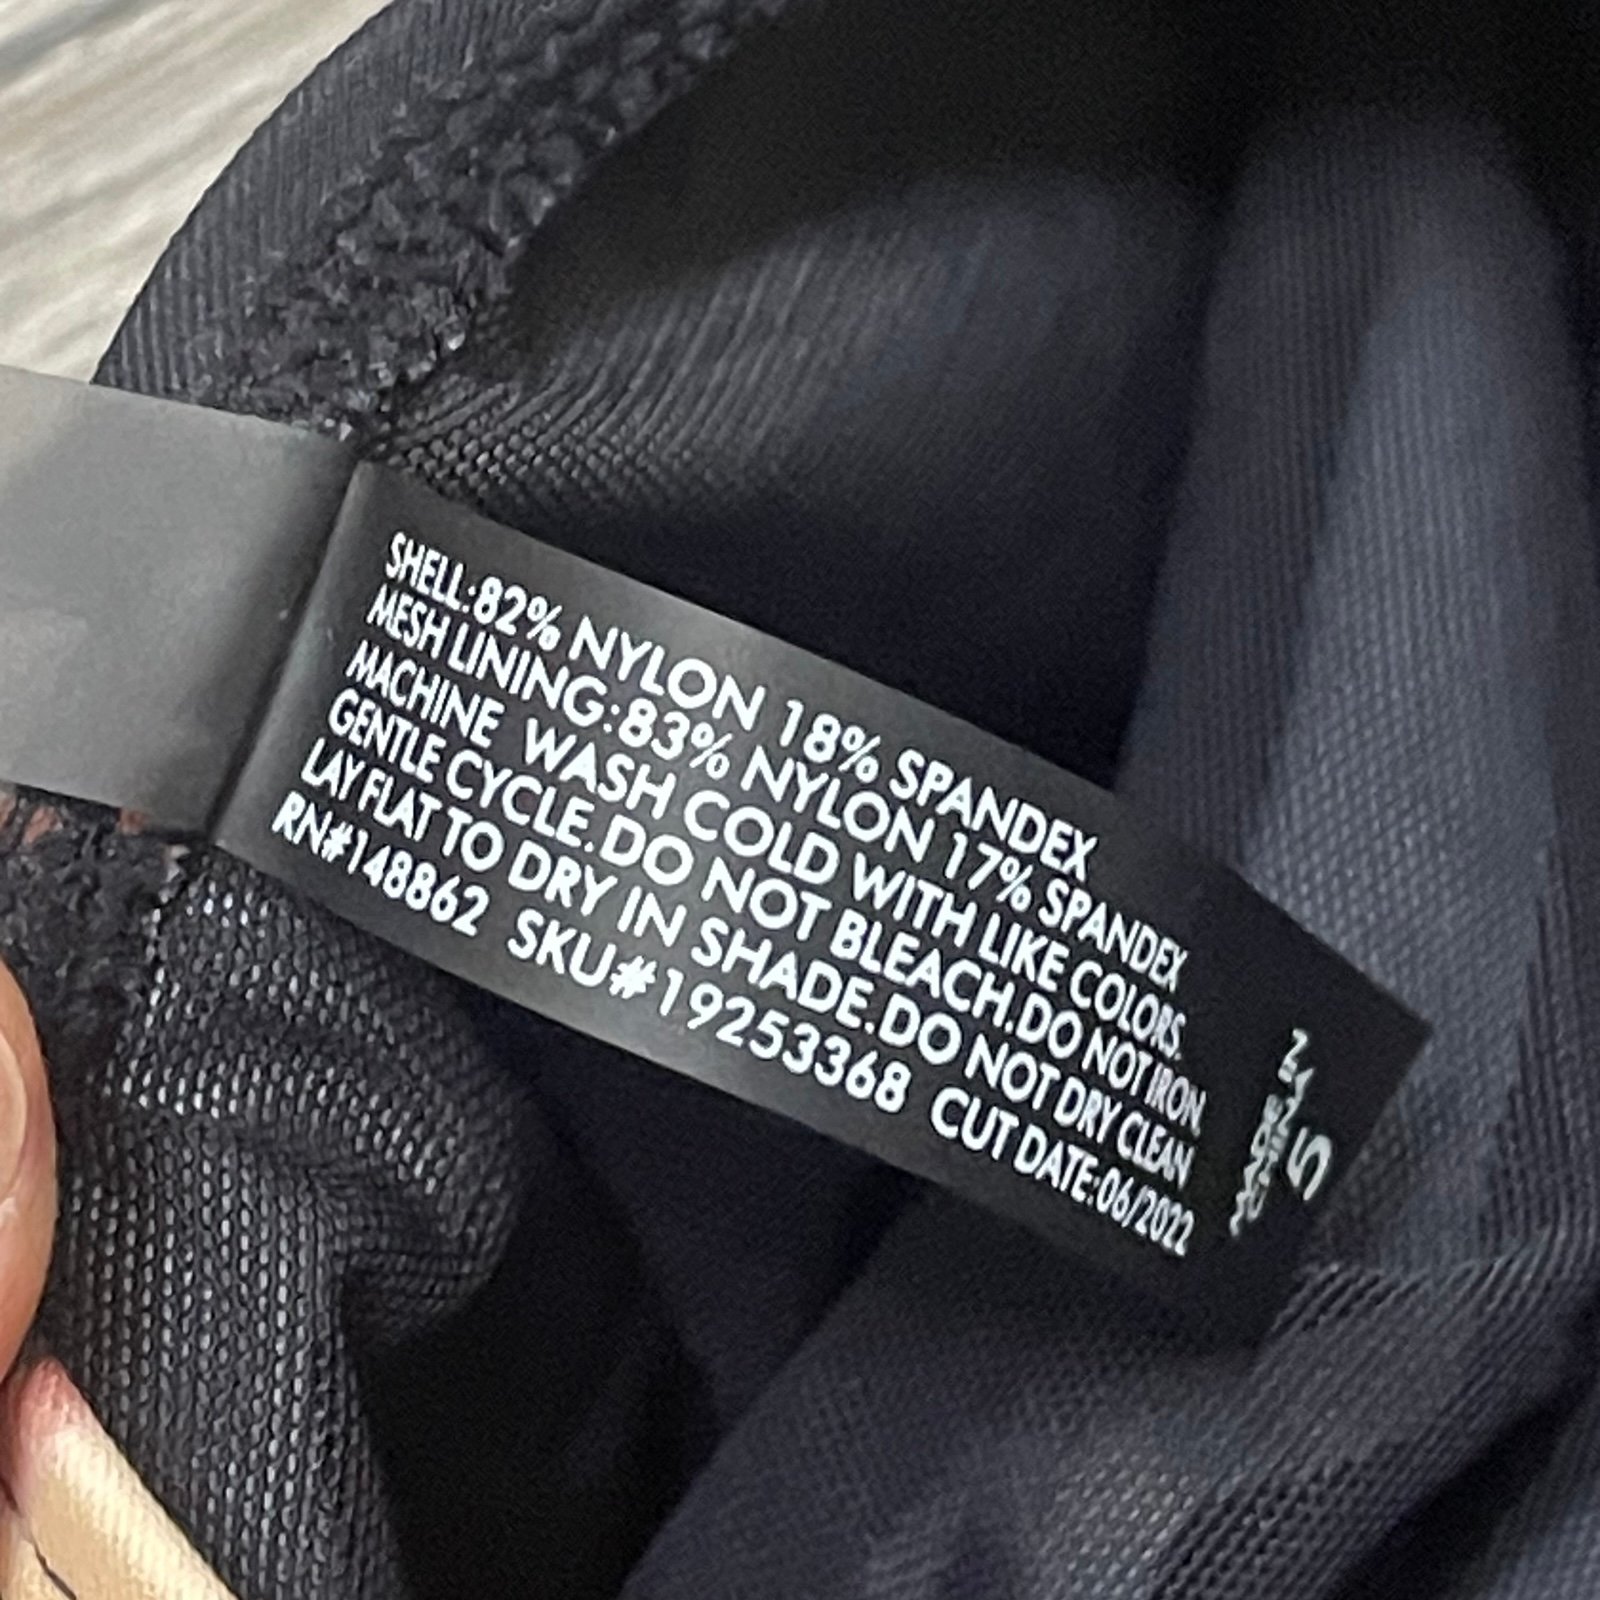 SHELL:82% NYLON 18% SPANDEX
MESH LINING:83% NYLON 17% SPANDEX
MACHINE WASH COLD WITH LIKE COLORS.
GENTLE CYCLE.DO NOT BLEACH.DO NOT IRON.
LAY FLAT TO DRY IN SHADE.DO NOT DRY CLEAN
RN#148862 SKU#19253368 CUT DATE:06/2022
S